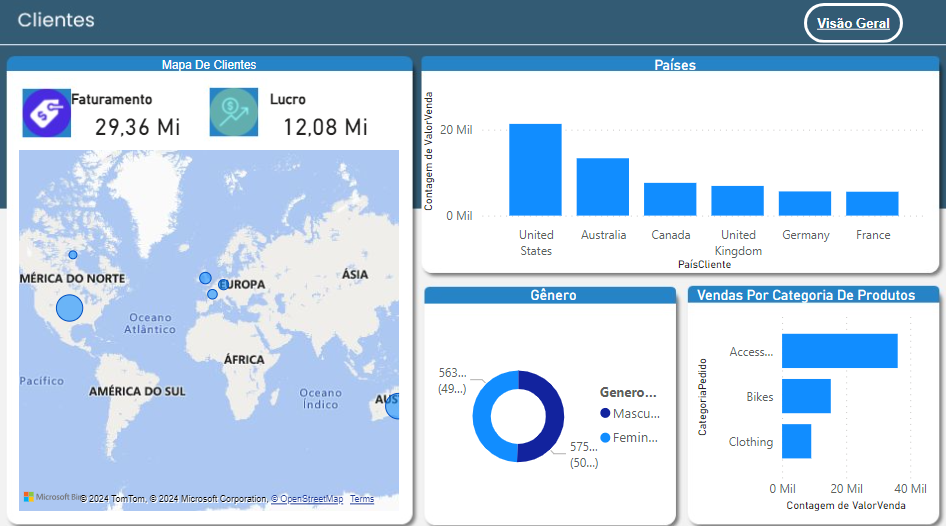 Clientes
Visão Geral
Mapa De Clientes
Faturamento
29,36 Mi
Lucro
12,08 Mi
MÉRICA DO NORTE
EUROPA
ÁSIA
Oceano
Atlântico
ÁFRICA
Pacífico
AMÉRICA DO SUL
Oceano
Índico
AUS
Microsoft Bing
© 2024 TomTom, © 2024 Microsoft Corporation, © OpenStreetMap Terms
Países
Contagem de ValorVenda
20 Mil
0 Mil
United
States
Australia
Canada
United
Kingdom
Germany
France
PaísCliente
Gênero
563...
(49...
575...
(50...
Genero...
Mascu...
Femin...
Vendas Por Categoria De Produtos
CategoriaPedido
Access...
Bikes
Clothing
0 Mil
20 Mil
40 Mil
Contagem de ValorVenda